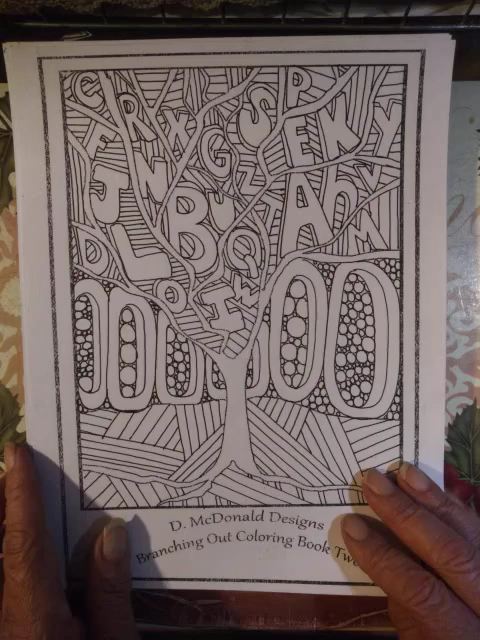 C R X G S P E K Y
F J N B U Z T A h V M
D L O I W Q
D. McDonald Designs
Branching Out Coloring Book Two